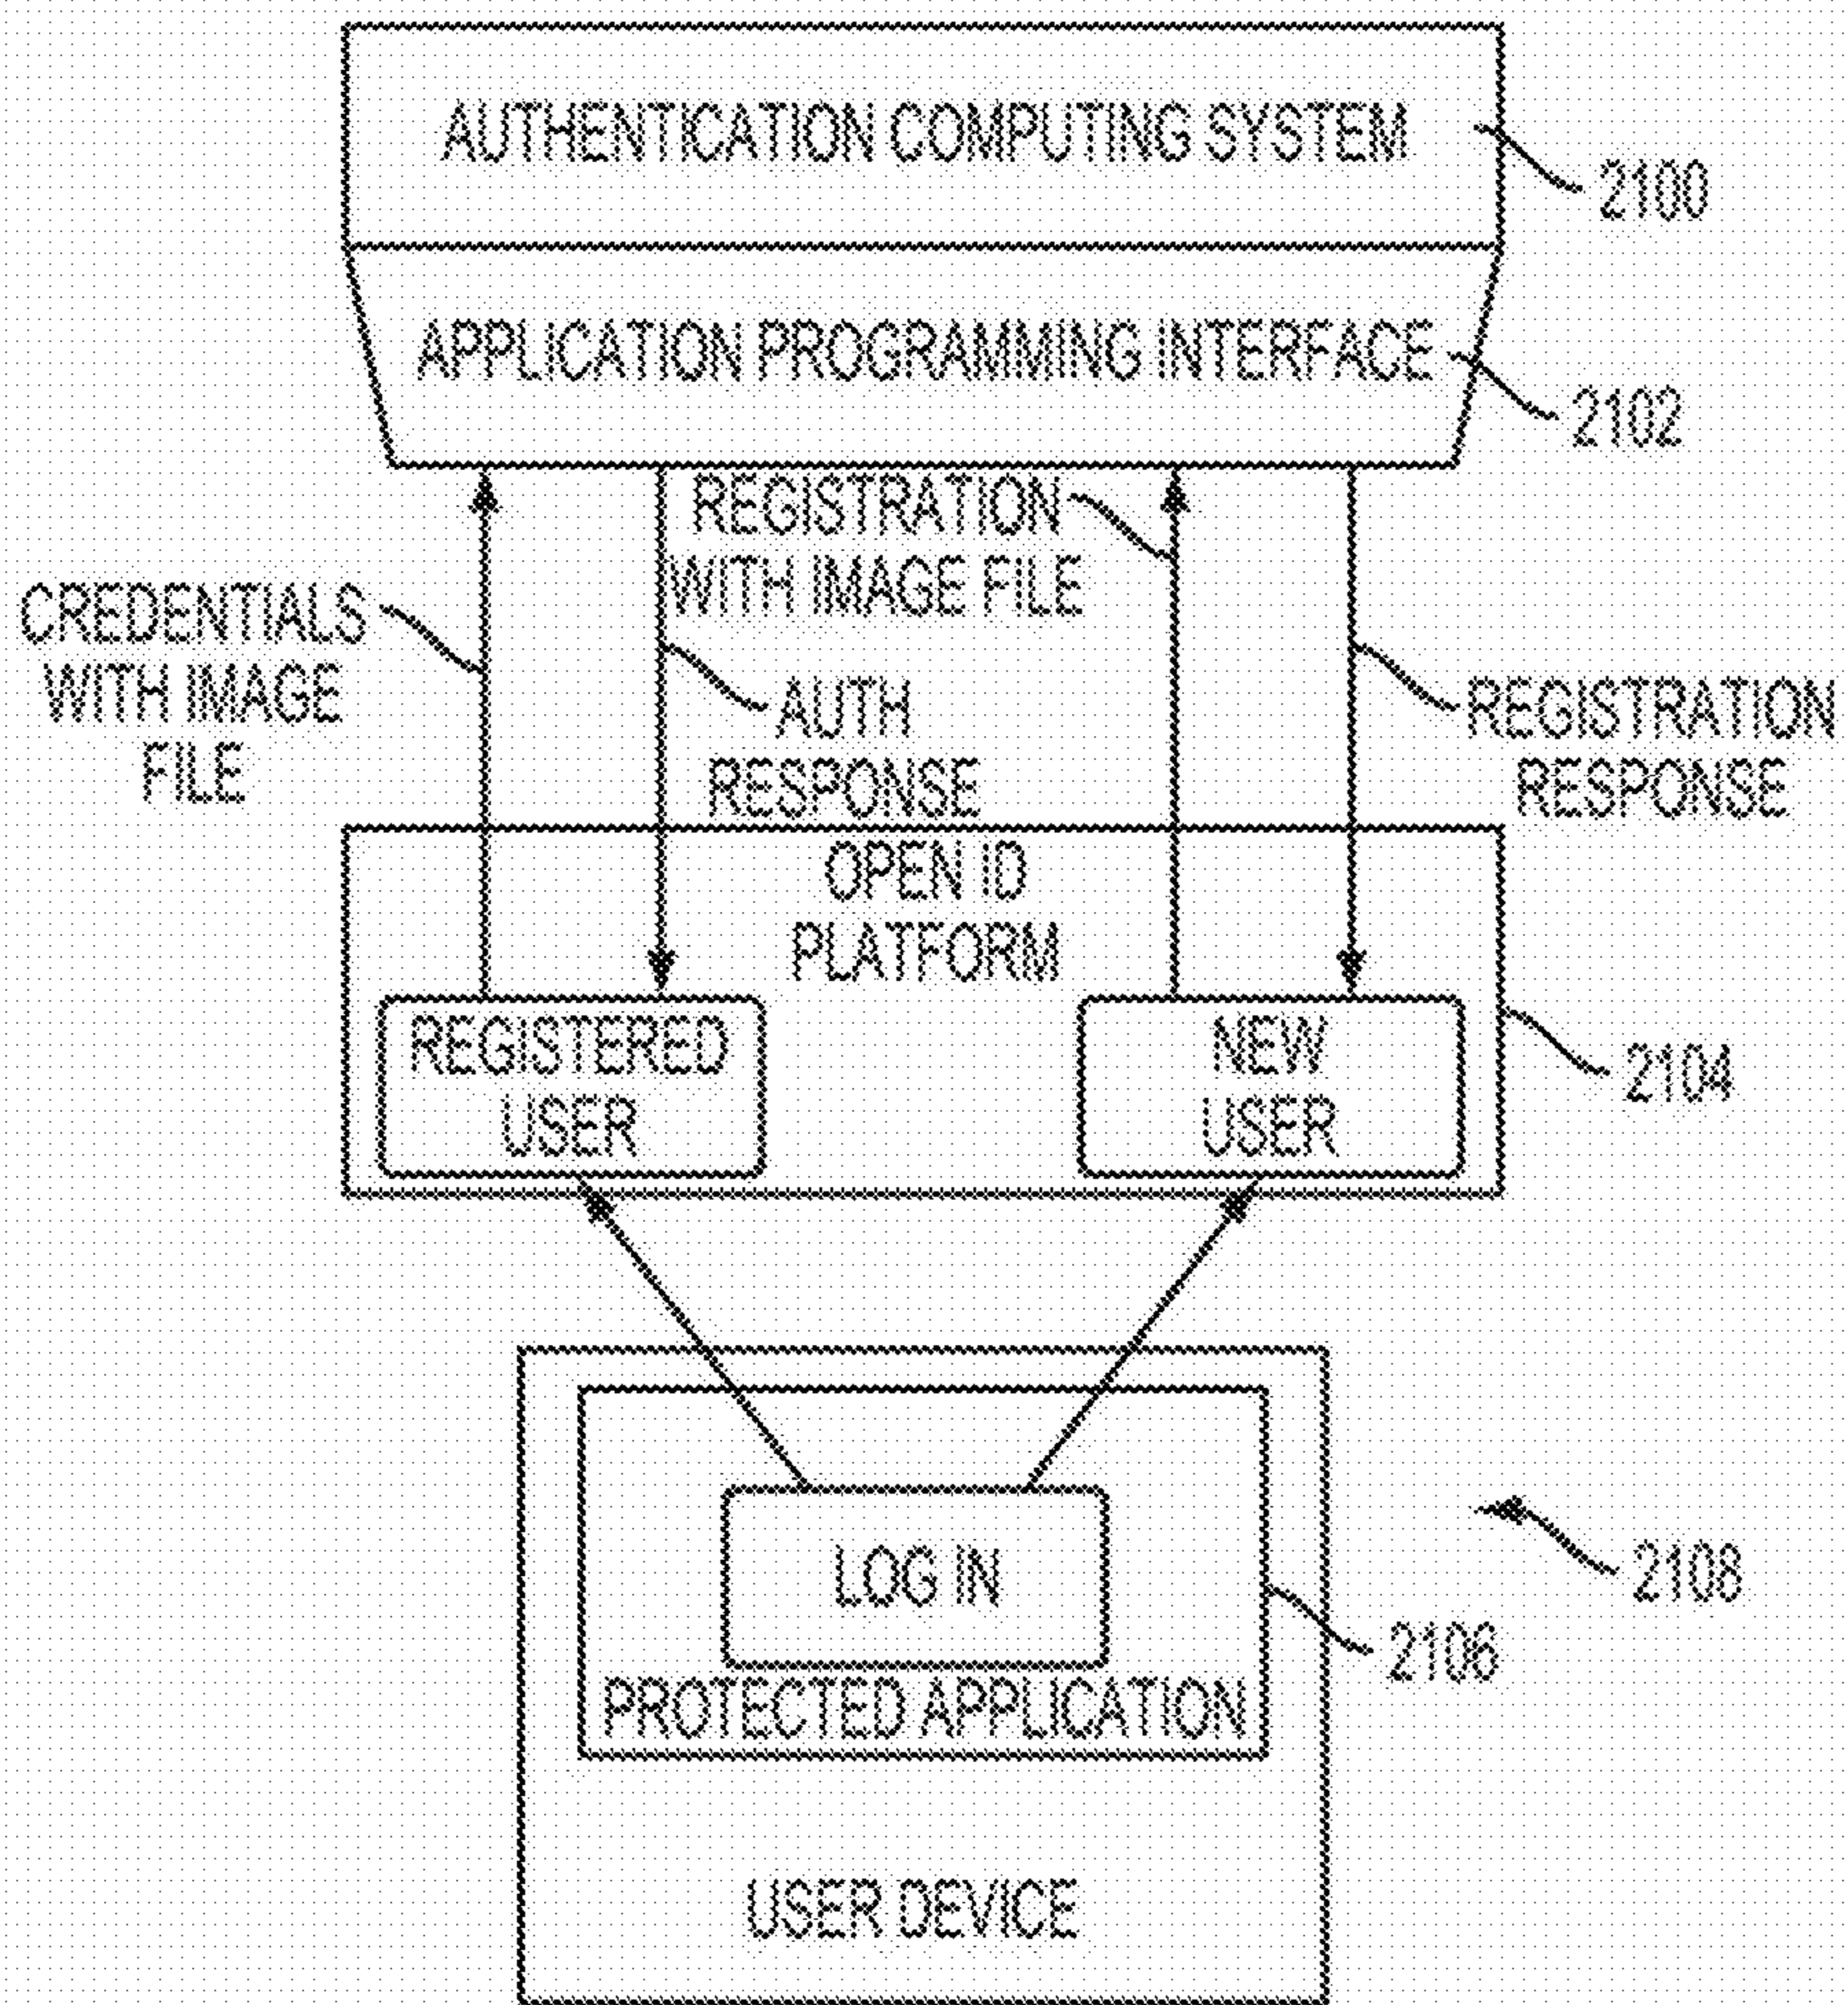 AUTHENTICATION COMPUTING SYSTEM
2100
APPLICATION PROGRAMMING INTERFACE
2102
REGISTRATION
WITH IMAGE FILE
CREDENTIALS
WITH IMAGE
FILE
AUTH
RESPONSE
REGISTRATION
RESPONSE
OPEN ID
PLATFORM
REGISTERED
USER
NEW
USER
2104
LOG IN
2108
2106
PROTECTED APPLICATION
USER DEVICE